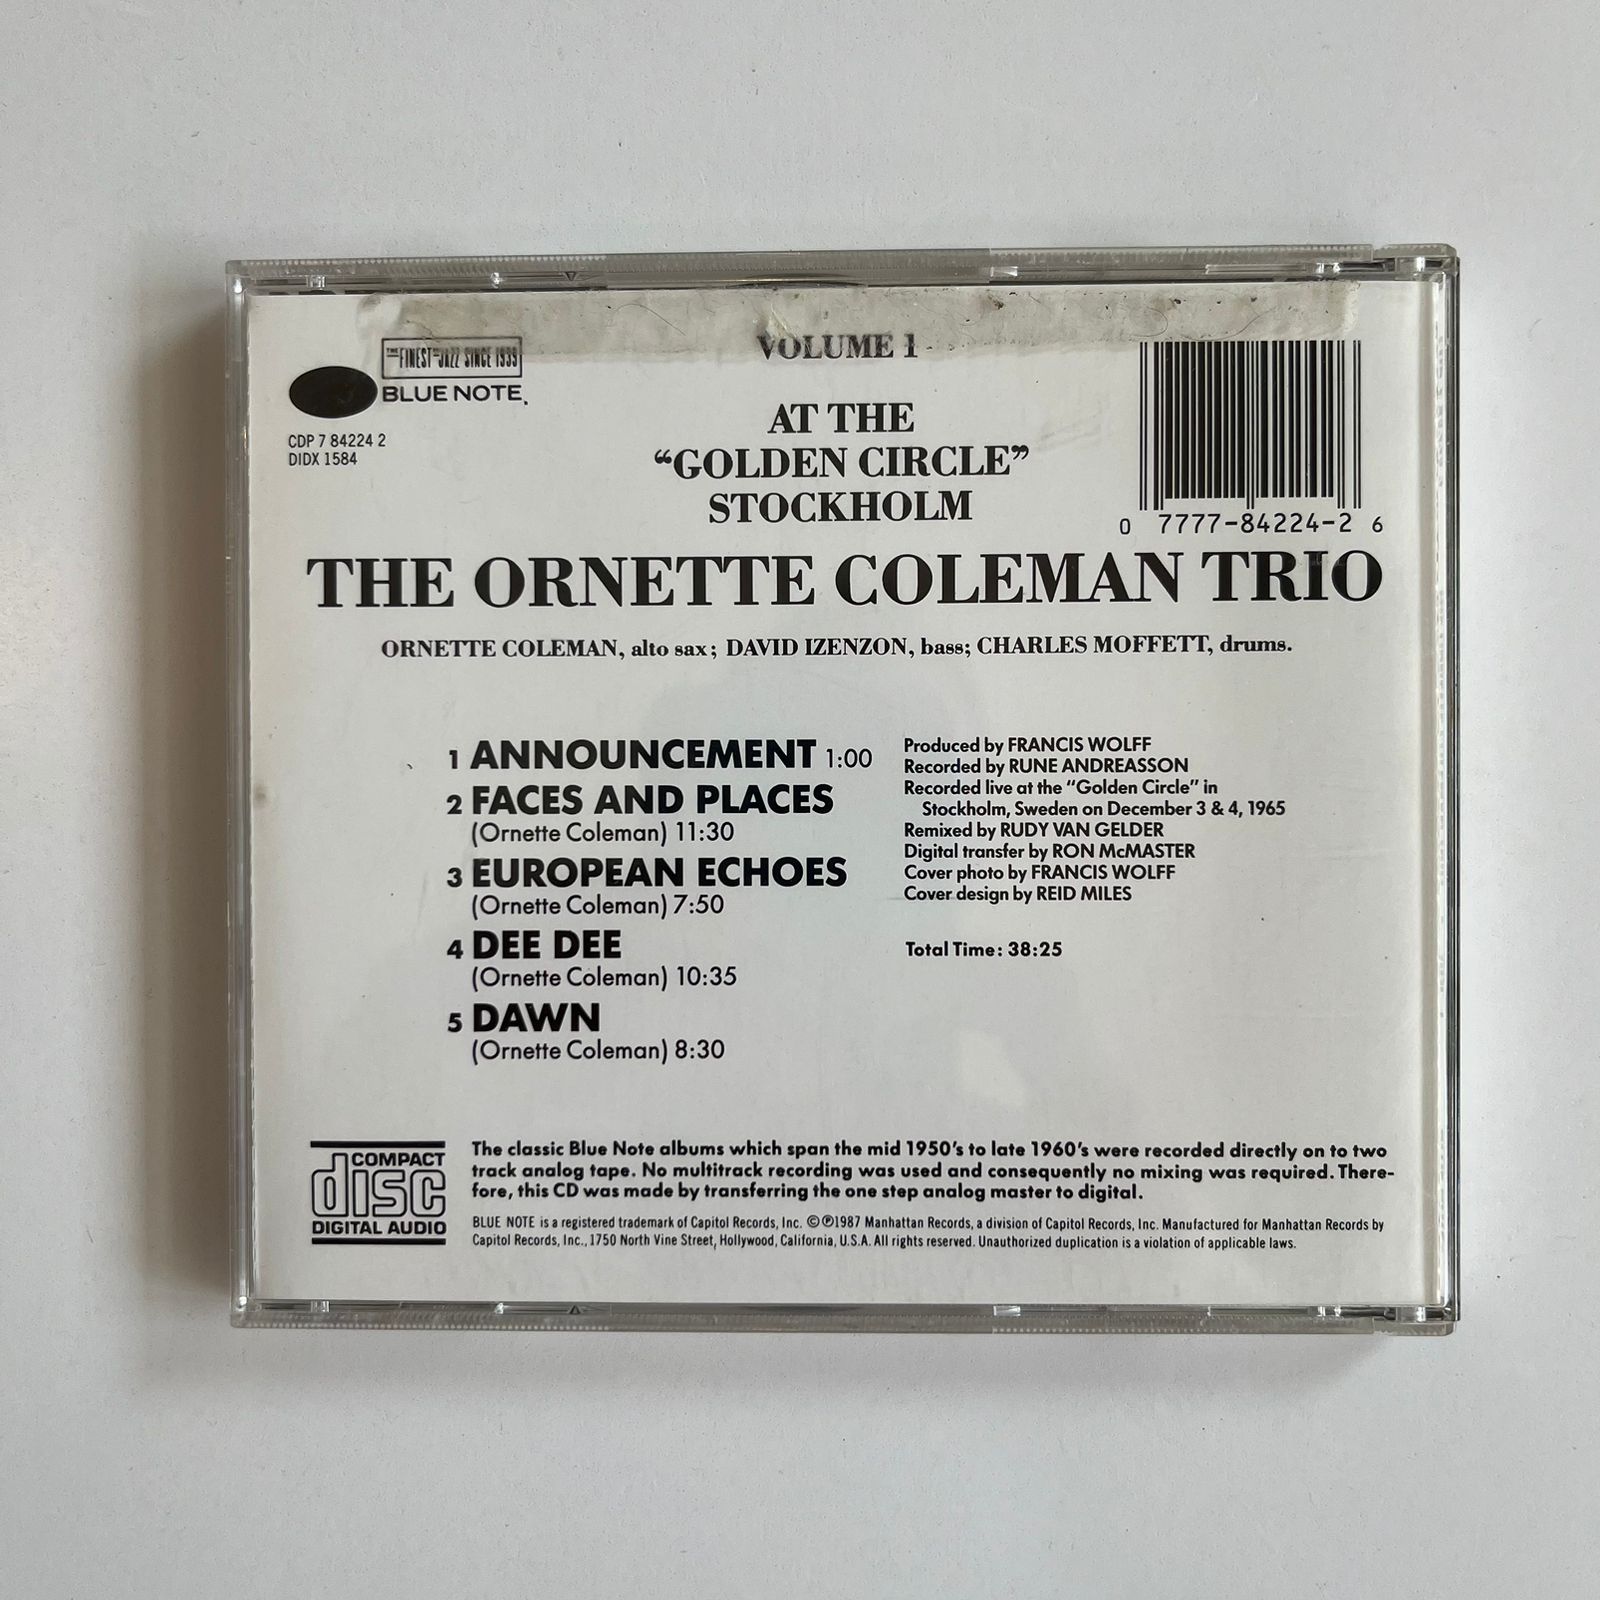 THE FINEST IN JAZZ SINCE 1939
BLUE NOTE.
CDP 7 84224 2
DIDX 1584
VOLUME 1
AT THE
“GOLDEN CIRCLE”
STOCKHOLM
0 7777-84224-2 6
THE ORNETTE COLEMAN TRIO
ORNETTE COLEMAN, alto sax; DAVID IZENZON, bass; CHARLES MOFFETT, drums.
1 ANNOUNCEMENT 1:00
2 FACES AND PLACES
(Ornette Coleman) 11:30
3 EUROPEAN ECHOES
(Ornette Coleman) 7:50
4 DEE DEE
(Ornette Coleman) 10:35
5 DAWN
(Ornette Coleman) 8:30
Produced by FRANCIS WOLFF
Recorded by RUNE ANDREASSON
Recorded live at the “Golden Circle” in
Stockholm, Sweden on December 3 & 4, 1965
Remixed by RUDY VAN GELDER
Digital transfer by RON McMASTER
Cover photo by FRANCIS WOLFF
Cover design by REID MILES
Total Time: 38:25
COMPACT
disc
DIGITAL AUDIO
The classic Blue Note albums which span the mid 1950’s to late 1960’s were recorded directly on to two
track analog tape. No multitrack recording was used and consequently no mixing was required. There-
fore, this CD was made by transferring the one step analog master to digital.
BLUE NOTE is a registered trademark of Capitol Records, Inc. ©℗1987 Manhattan Records, a division of Capitol Records, Inc. Manufactured for Manhattan Records by
Capitol Records, Inc., 1750 North Vine Street, Hollywood, California, U.S.A. All rights reserved. Unauthorized duplication is a violation of applicable laws.